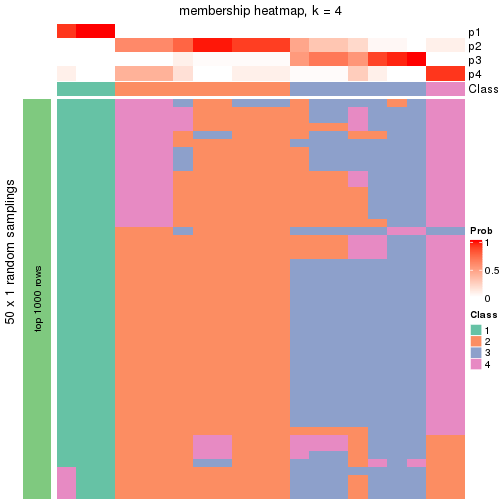 membership heatmap, k = 4
p1
p2
p3
p4
Class
50 x 1 random samplings
top 1000 rows
Prob
1
0.5
0
Class
1
2
3
4